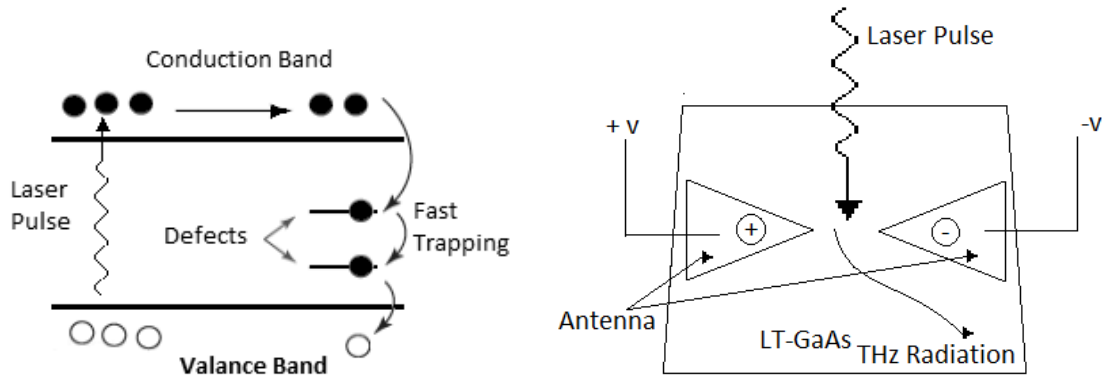 Conduction Band
Laser
Pulse
Defects
Fast
Trapping
Valance Band
Laser Pulse
+ v
-v
+
-
Antenna
LT-GaAs
THz Radiation